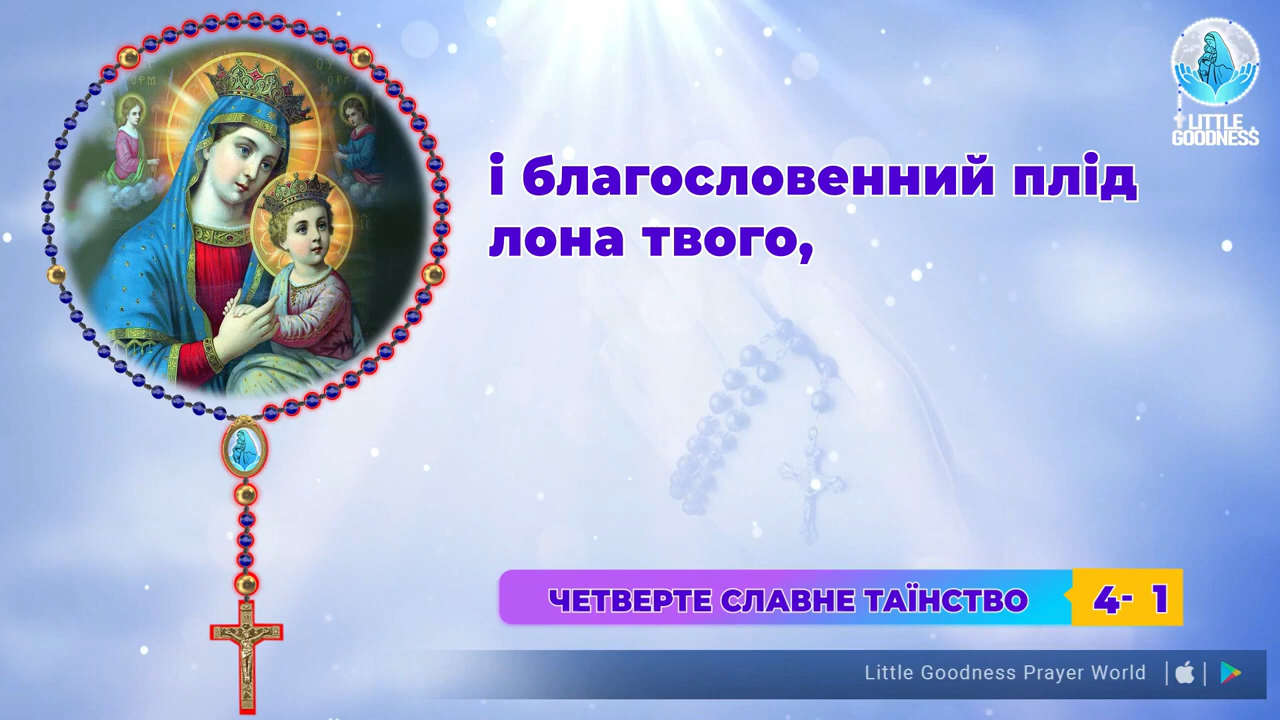 LITTLE
GOODNESS
і благословенний плід
лона твого,
ЧЕТВЕРТЕ СЛАВНЕ ТАЇНСТВО
4- 1
Little Goodness Prayer World